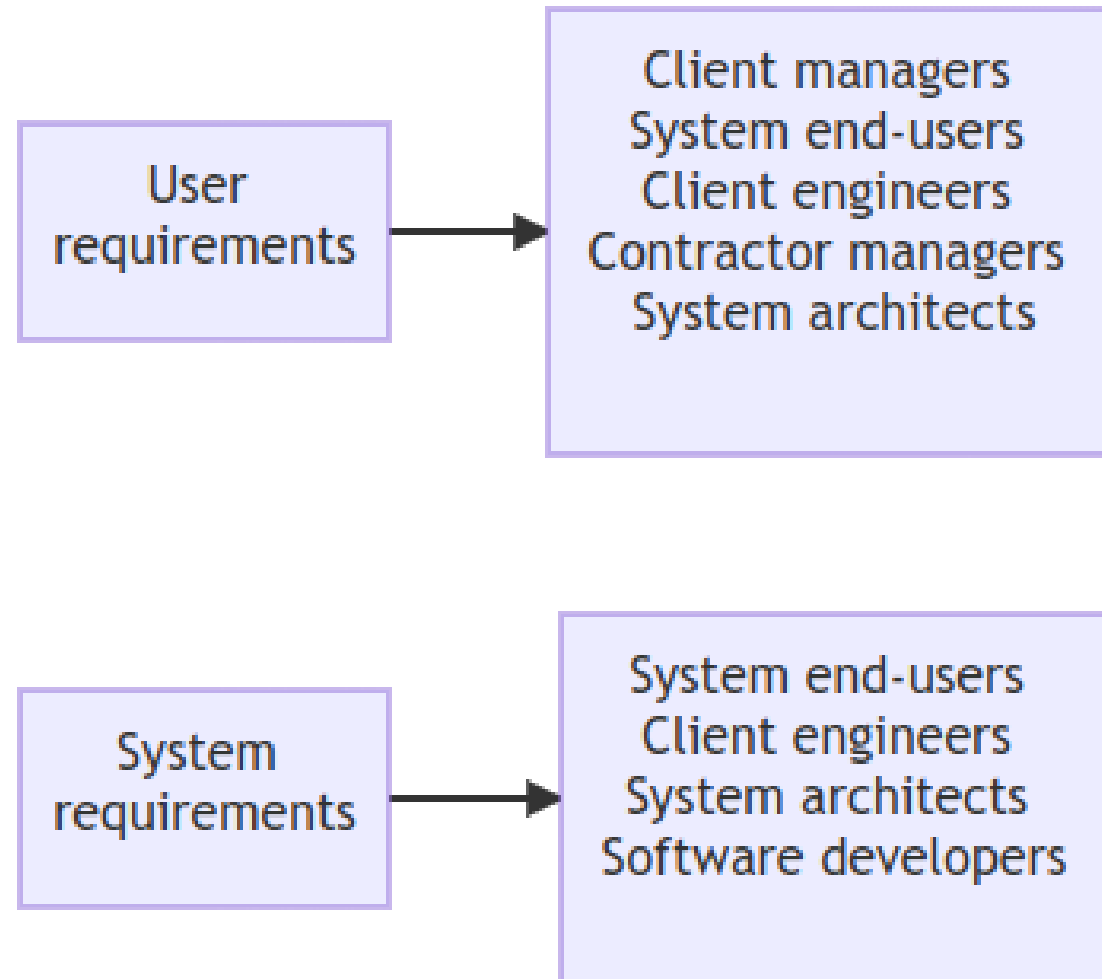 User
requirements
Client managers
System end-users
Client engineers
Contractor managers
System architects
System
requirements
System end-users
Client engineers
System architects
Software developers